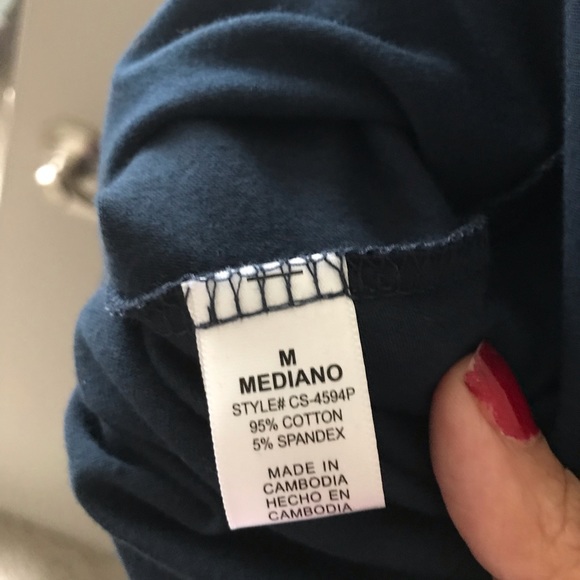 M
MEDIANO
STYLE# CS-4594P
95% COTTON
5% SPANDEX
MADE IN
CAMBODIA
HECHO EN
CAMBODIA